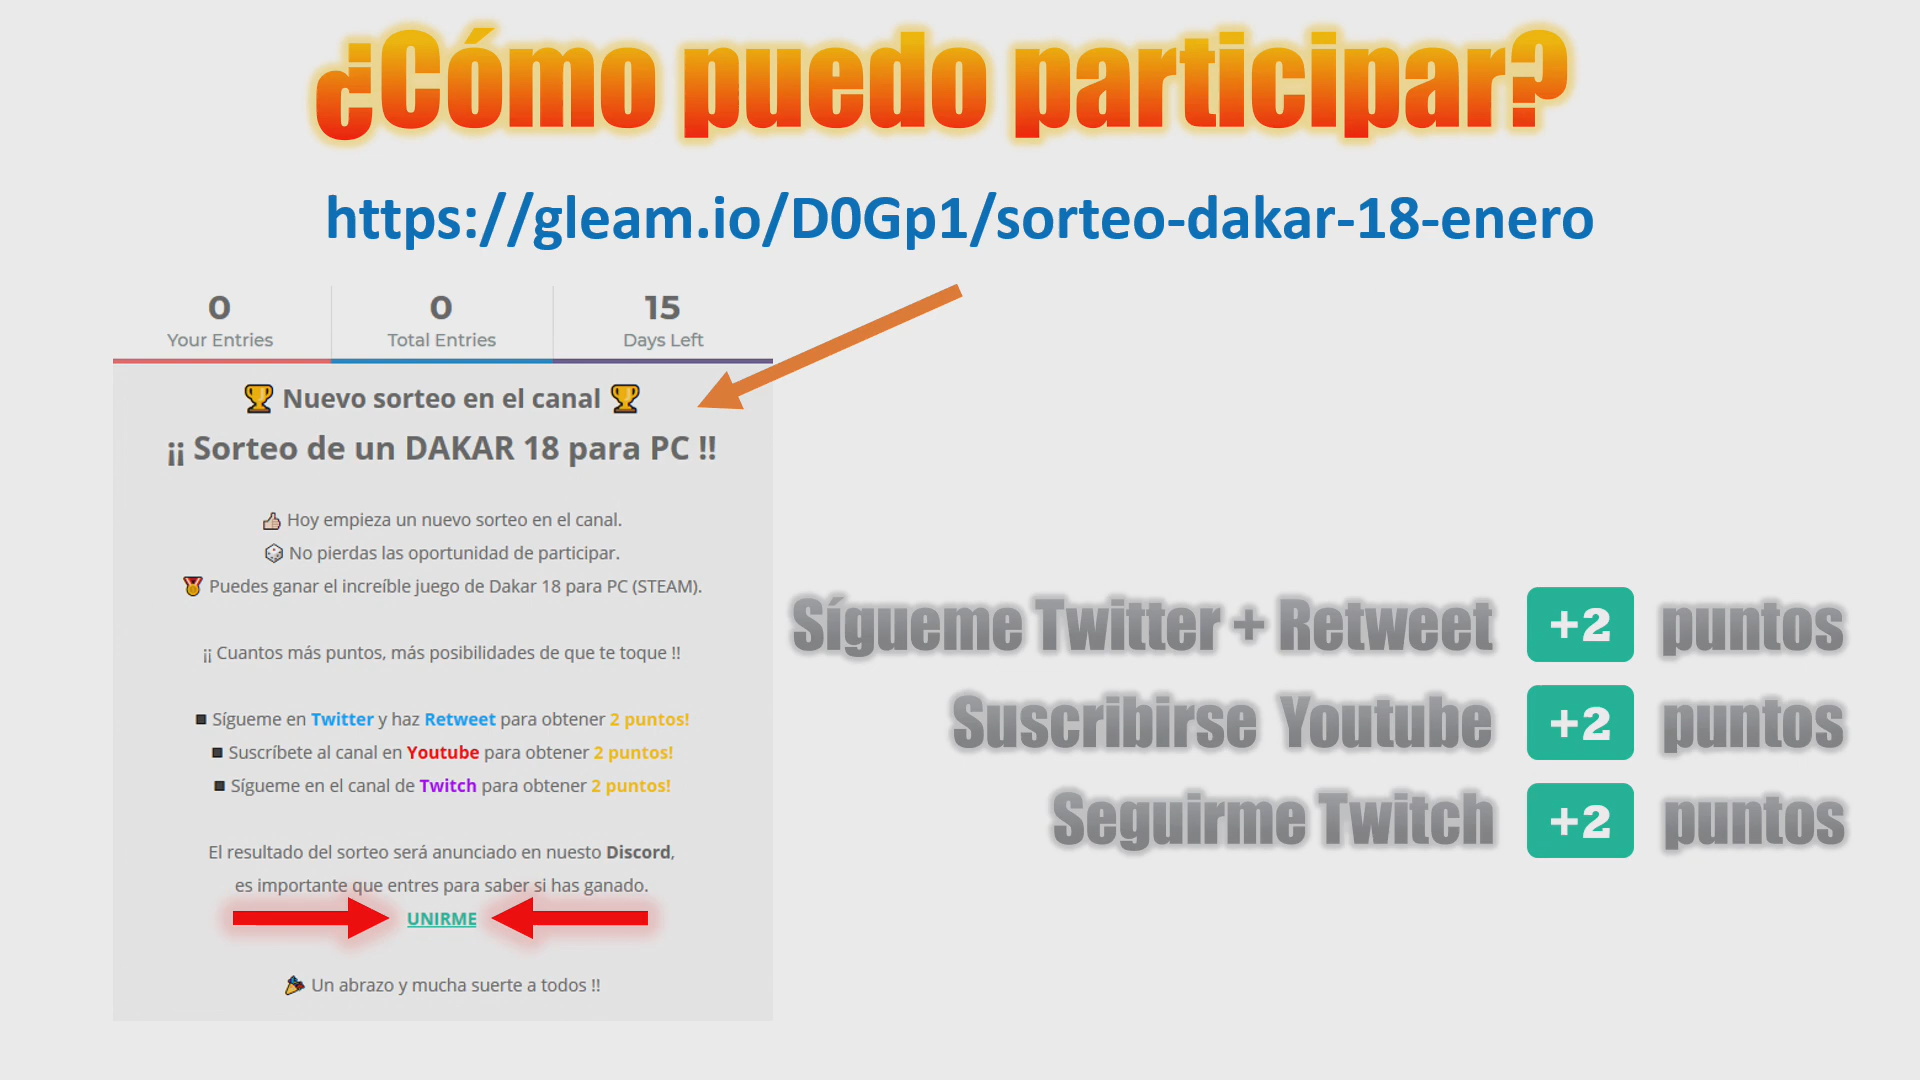 ¿Cómo puedo participar?
https://gleam.io/D0Gp1/sorteo-dakar-18-enero
0
Your Entries
0
Total Entries
15
Days Left
🏆 Nuevo sorteo en el canal 🏆
¡¡ Sorteo de un DAKAR 18 para PC !!
👍 Hoy empieza un nuevo sorteo en el canal.
🎲 No pierdas las oportunidad de participar.
🏅 Puedes ganar el increíble juego de Dakar 18 para PC (STEAM).
¡¡ Cuantos más puntos, más posibilidades de que te toque !!
▪ Sígueme en Twitter y haz Retweet para obtener 2 puntos!
▪ Suscríbete al canal en Youtube para obtener 2 puntos!
▪ Sígueme en el canal de Twitch para obtener 2 puntos!
El resultado del sorteo será anunciado en nuesto Discord,
es importante que entres para saber si has ganado.
UNIRME
🎉 Un abrazo y mucha suerte a todos !!
Sígueme Twitter + Retweet +2 puntos
Suscribirse Youtube +2 puntos
Seguirme Twitch +2 puntos